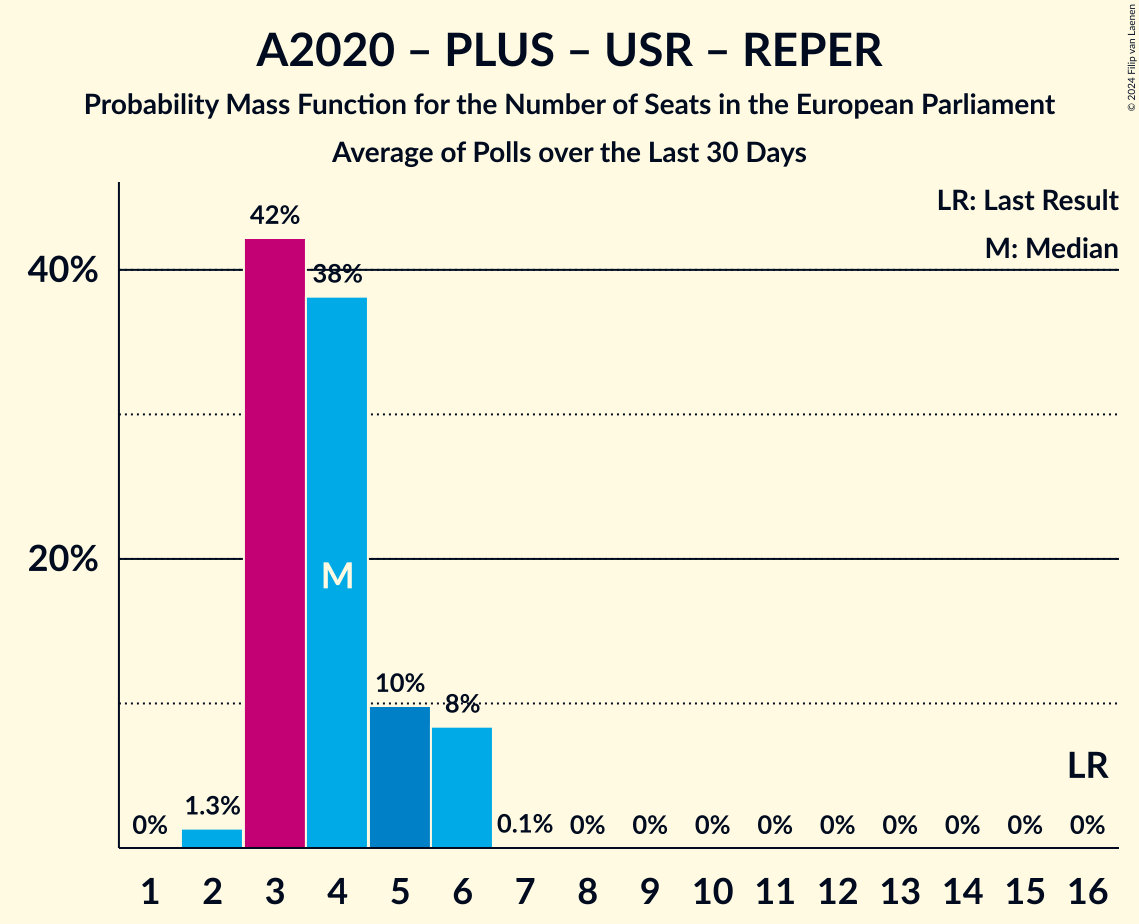 A2020 – PLUS – USR – REPER
Probability Mass Function for the Number of Seats in the European Parliament
Average of Polls over the Last 30 Days
© 2024 Filip van Laenen
LR: Last Result
M: Median
40%
20%
42%
38%
M
10%
8%
LR
0%
1.3%
0.1%
0%
0%
0%
0%
0%
0%
0%
0%
0%
1 2 3 4 5 6 7 8 9 10 11 12 13 14 15 16